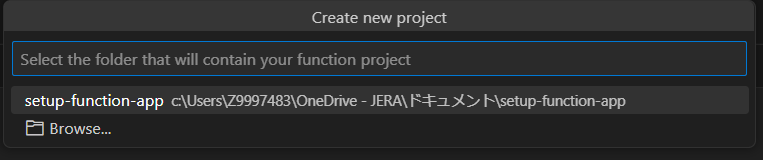 Create new project
Select the folder that will contain your function project
setup-function-app c:\Users\Z9997483\OneDrive - JERA\ドキュメント\setup-function-app
Browse...